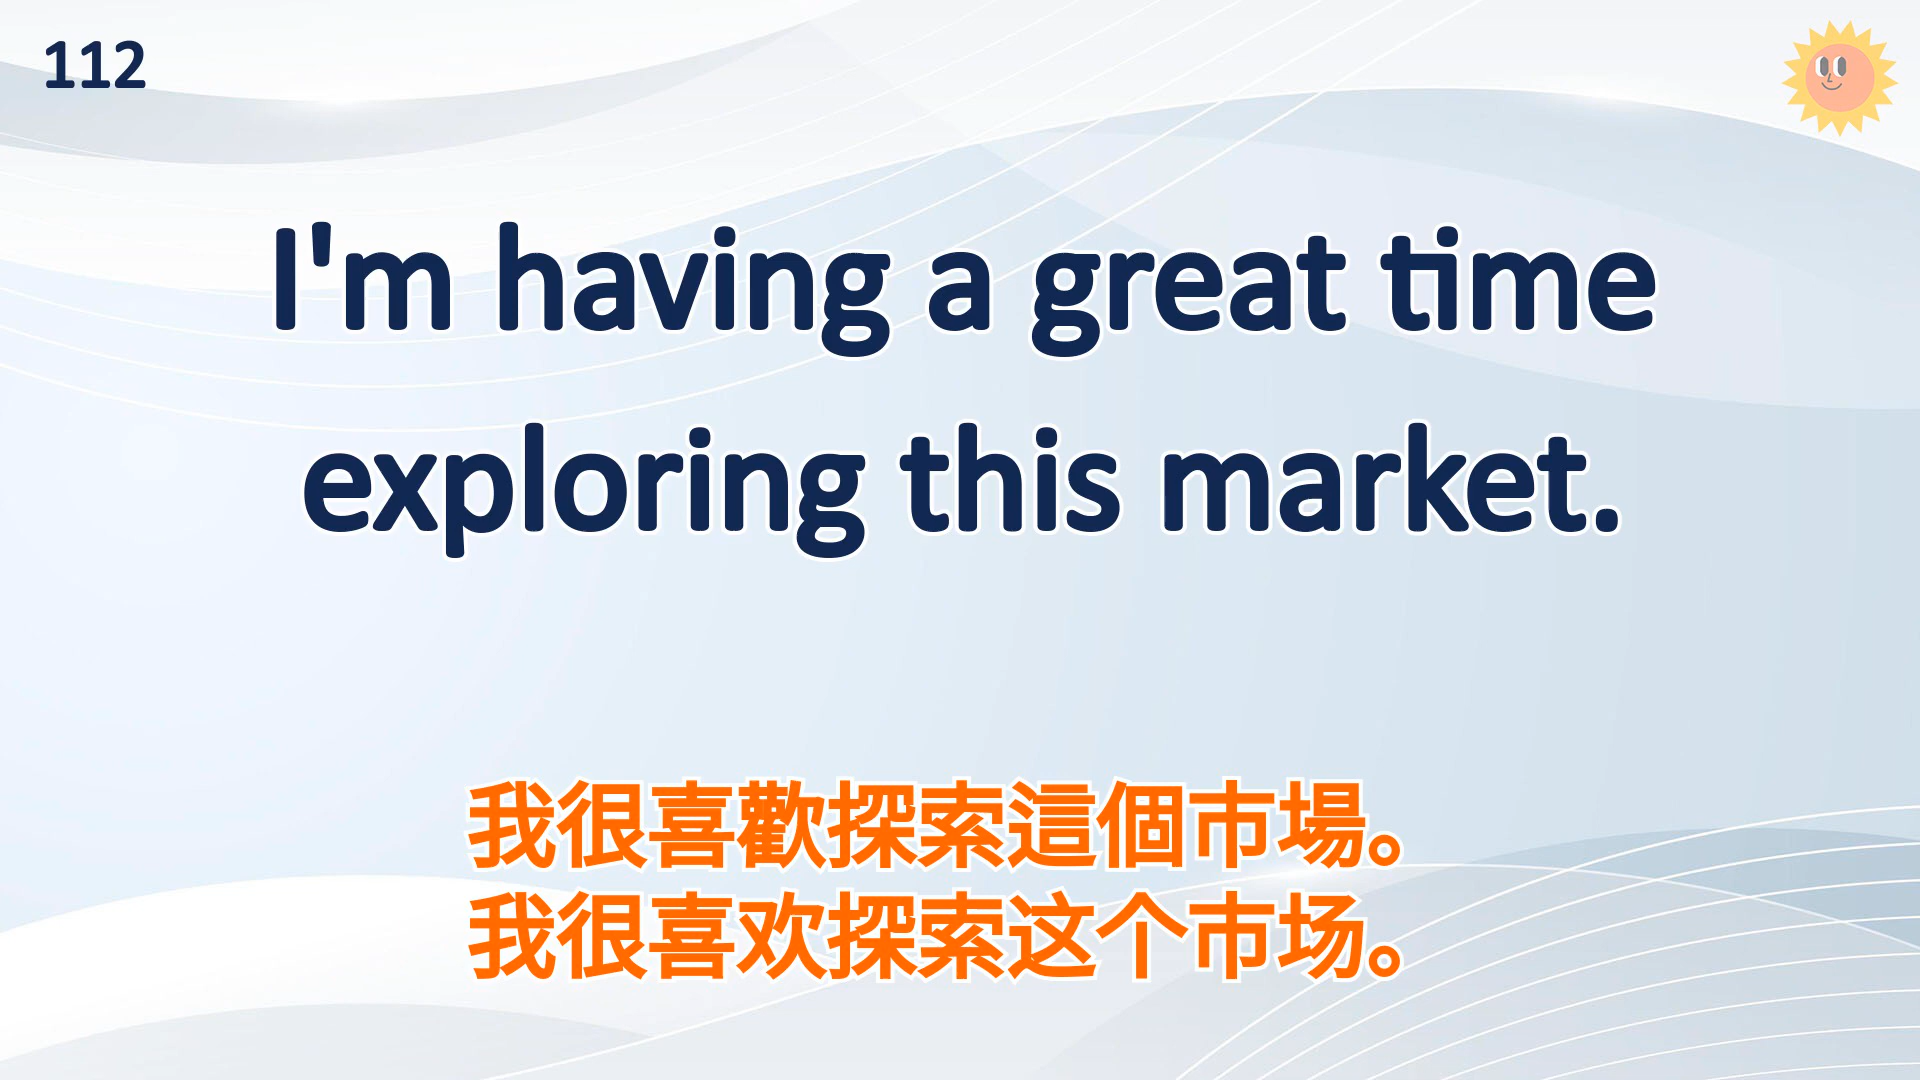 112
I'm having a great time
exploring this market.
我很喜歡探索這個市場。
我很喜欢探索这个市场。